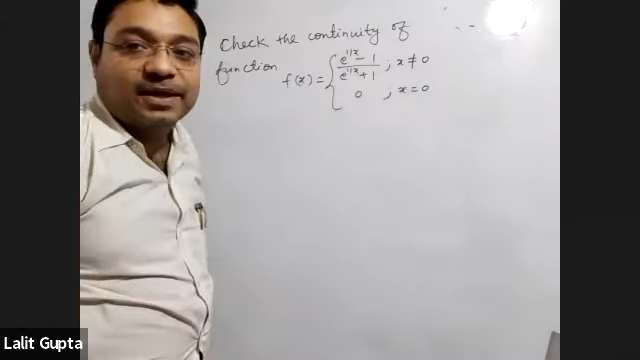 Check the continuity of
function f(x) = { (e^{1/x} - 1)/(e^{1/x} + 1) ; x ≠ 0
0 ; x = 0
Lalit Gupta